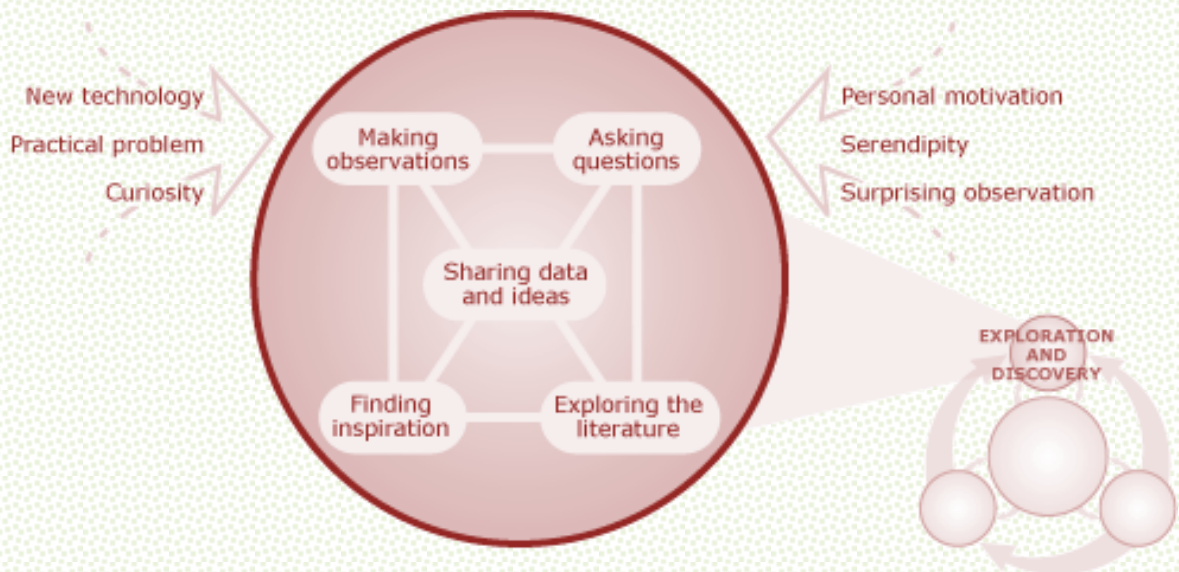 New technology
Practical problem
Curiosity
Making
observations
Asking
questions
Sharing data
and ideas
Finding
inspiration
Exploring the
literature
Personal motivation
Serendipity
Surprising observation
EXPLORATION
AND
DISCOVERY